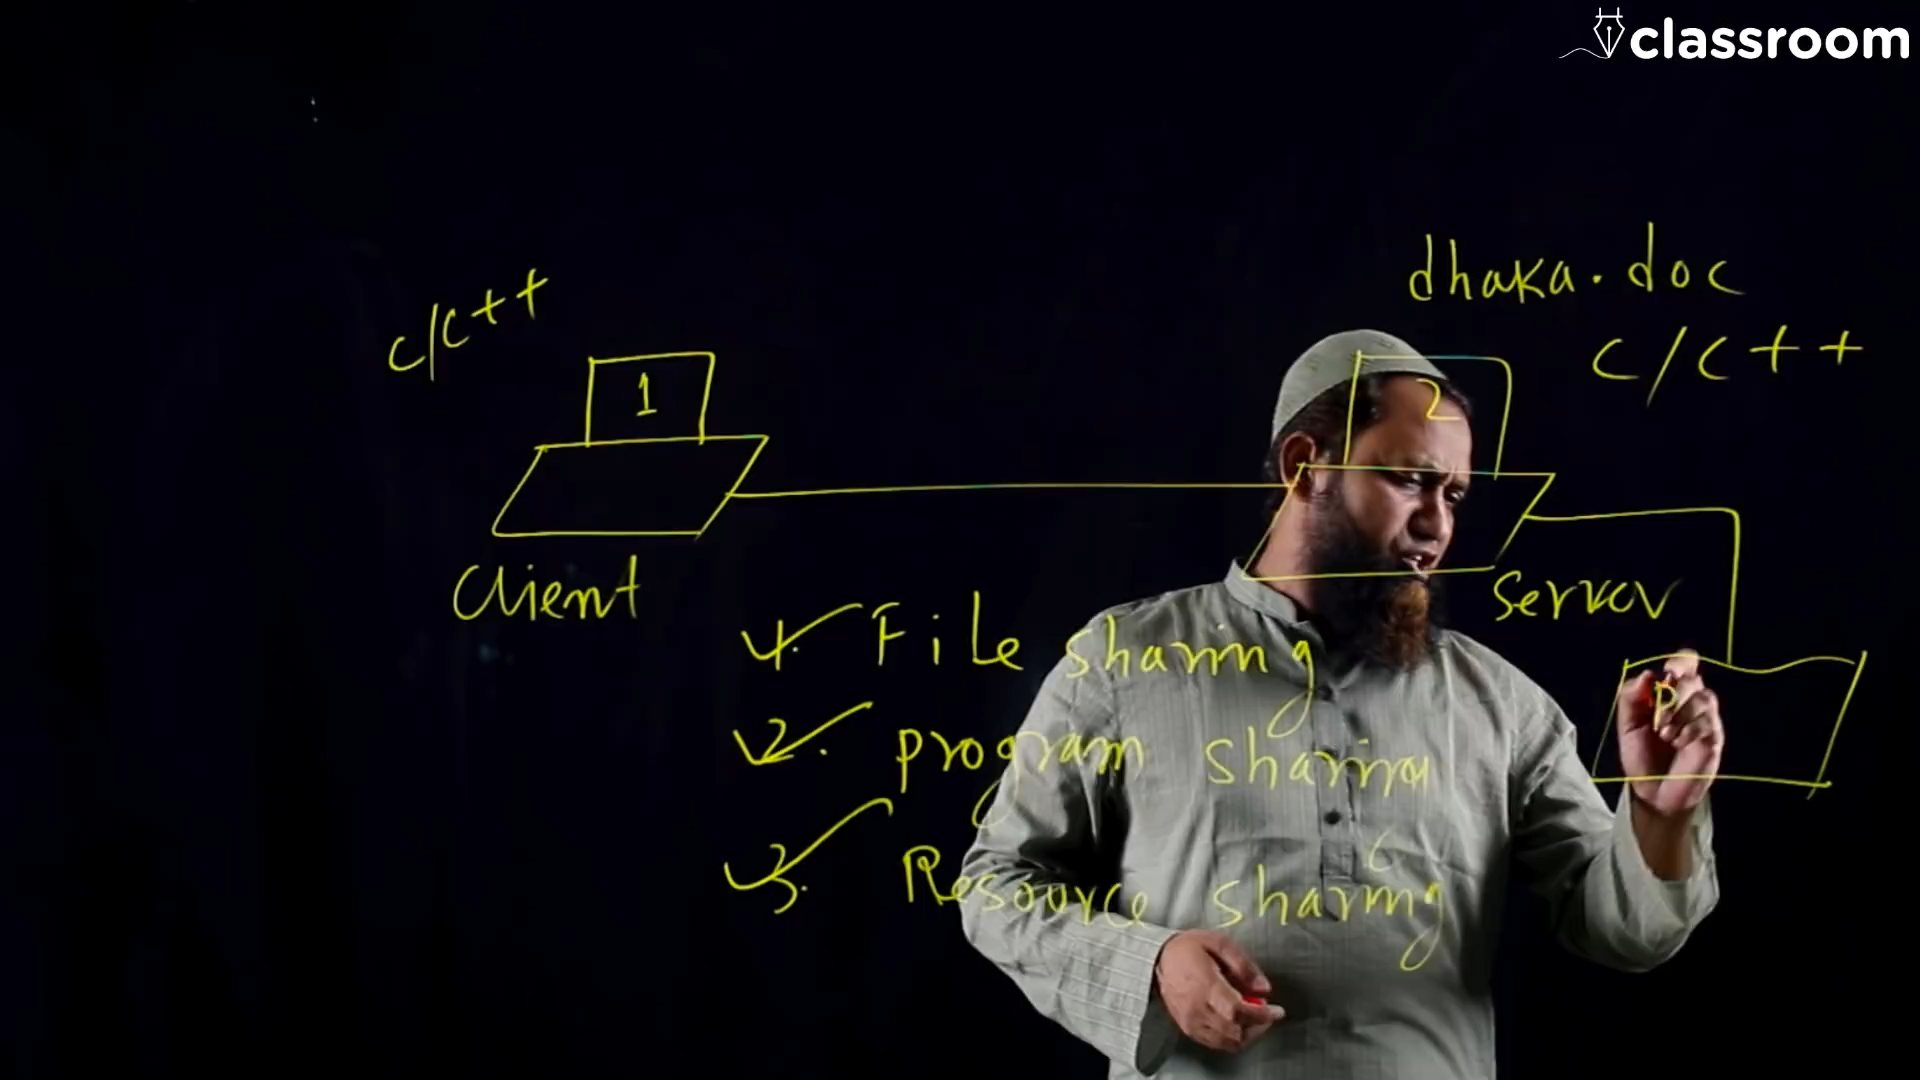 classroom
dhaka.doc
c/c++
c/c++
1
2
Client
Server
1. File sharing
P
2. program sharing
3. Resource sharing